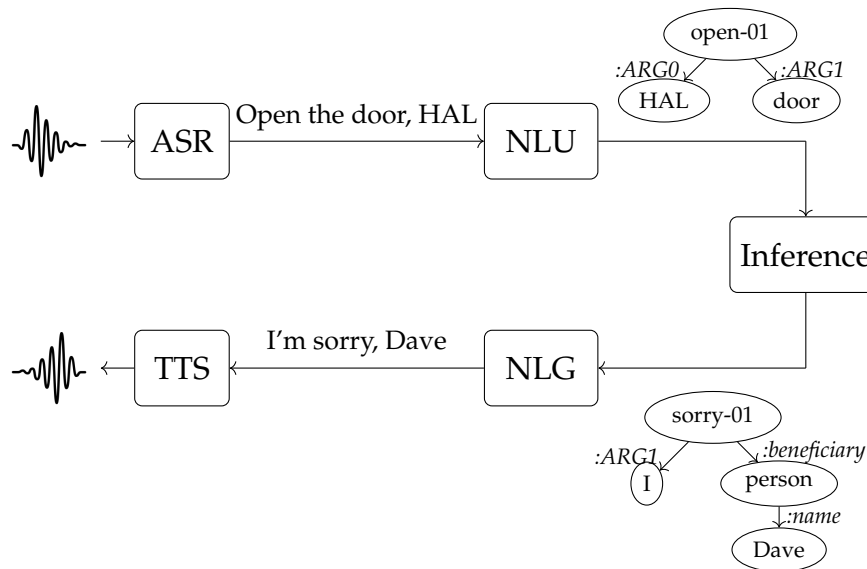 open-01
:ARG0
:ARG1
HAL
door
Open the door, HAL
ASR
NLU
Inference
I'm sorry, Dave
TTS
NLG
sorry-01
:ARG1
:beneficiary
I
person
:name
Dave